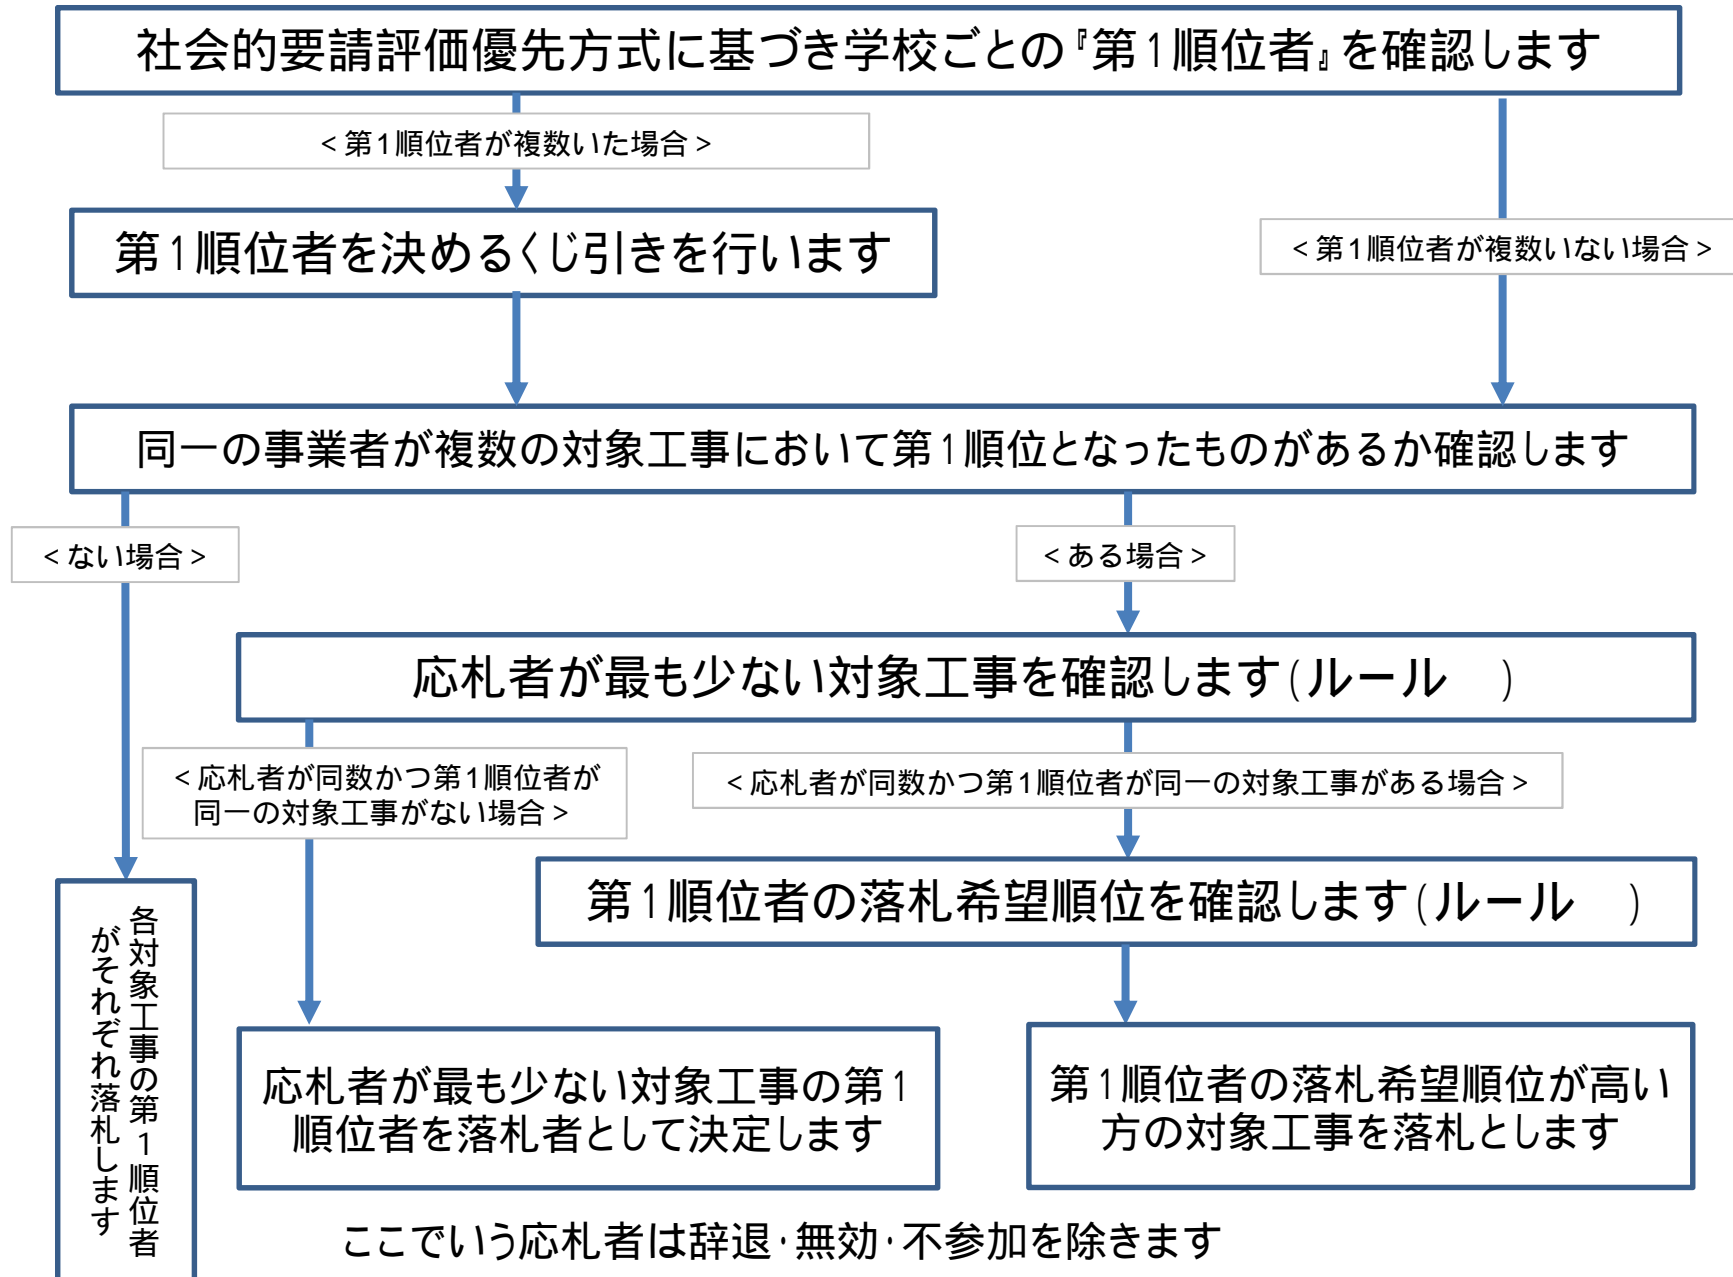 社会的要請評価優先方式に基づき学校ごとの『第1順位者』を確認します
<第1順位者が複数いた場合>
第1順位者を決めるくじ引きを行います
<第1順位者が複数いない場合>
同一の事業者が複数の対象工事において第1順位となったものがあるか確認します
<ない場合>
<ある場合>
応札者が最も少ない対象工事を確認します(ルール　)
<応札者が同数かつ第1順位者が
同一の対象工事がない場合>
<応札者が同数かつ第1順位者が同一の対象工事がある場合>
第1順位者の落札希望順位を確認します(ルール　)
各対象工事の第1順位者
がそれぞれ落札します
応札者が最も少ない対象工事の第1
順位者を落札者として決定します
第1順位者の落札希望順位が高い
方の対象工事を落札とします
ここでいう応札者は辞退・無効・不参加を除きます